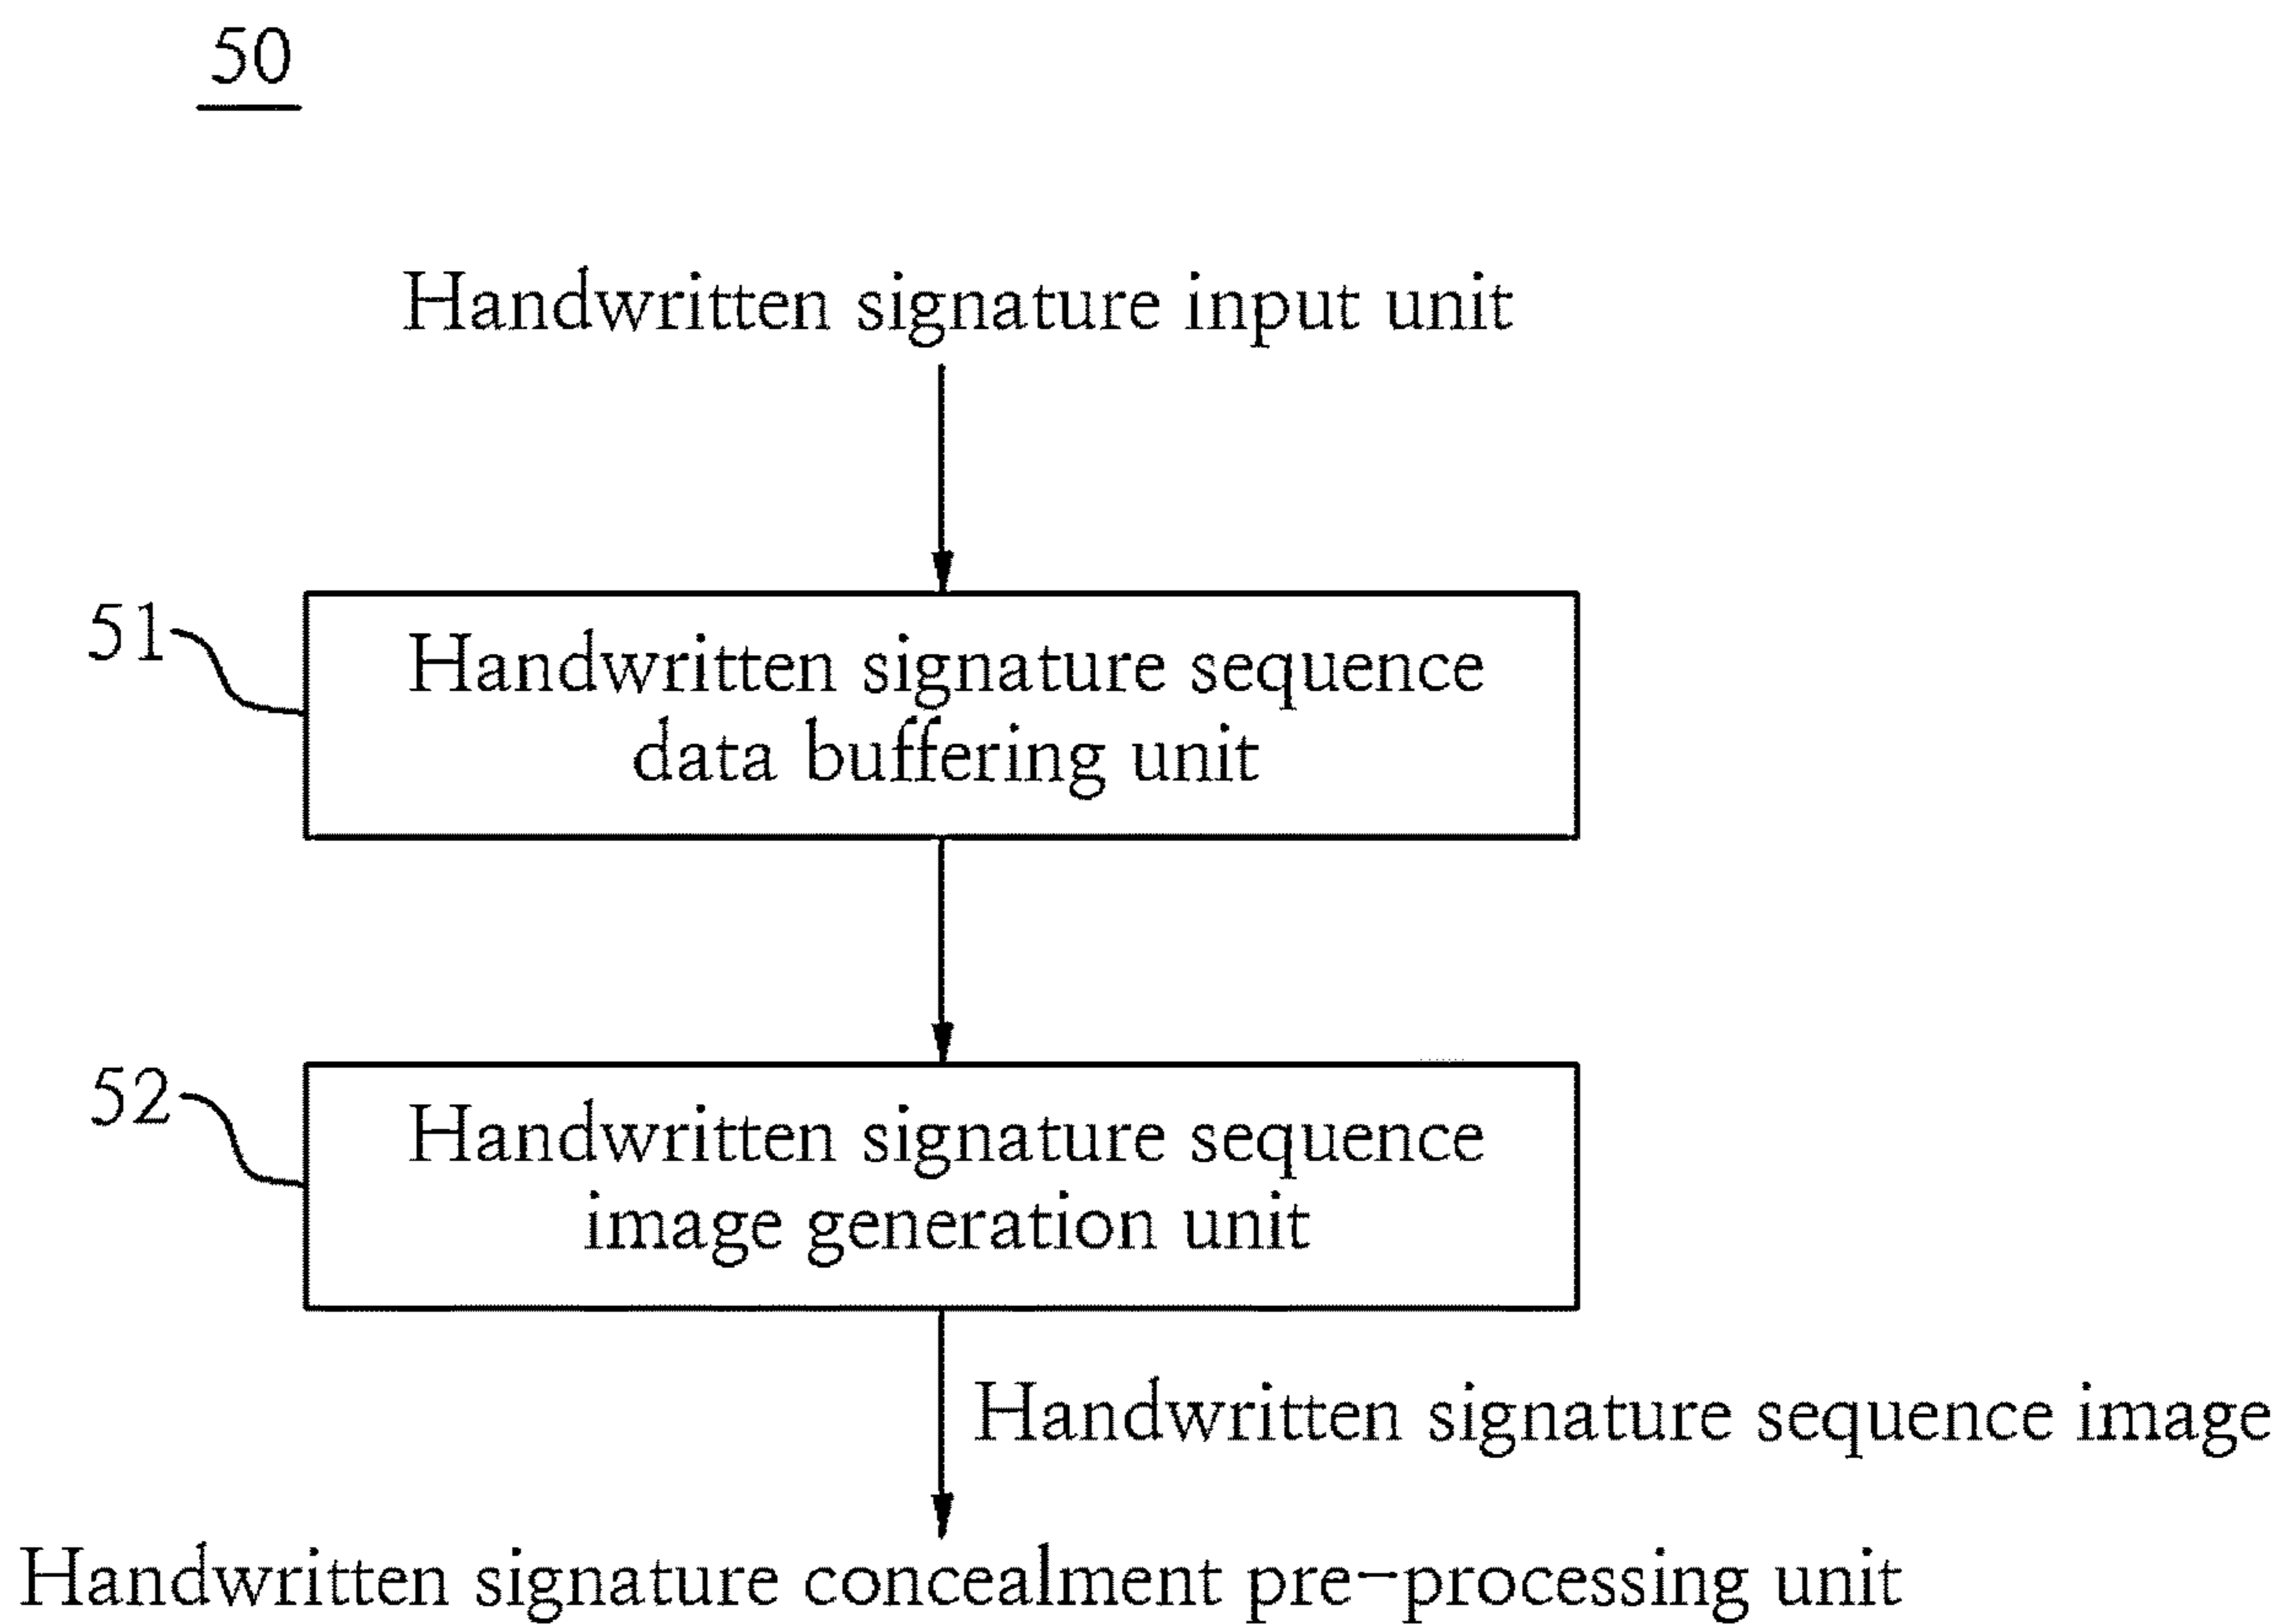 50
Handwritten signature input unit
51
Handwritten signature sequence
data buffering unit
52
Handwritten signature sequence
image generation unit
Handwritten signature sequence image
Handwritten signature concealment pre-processing unit